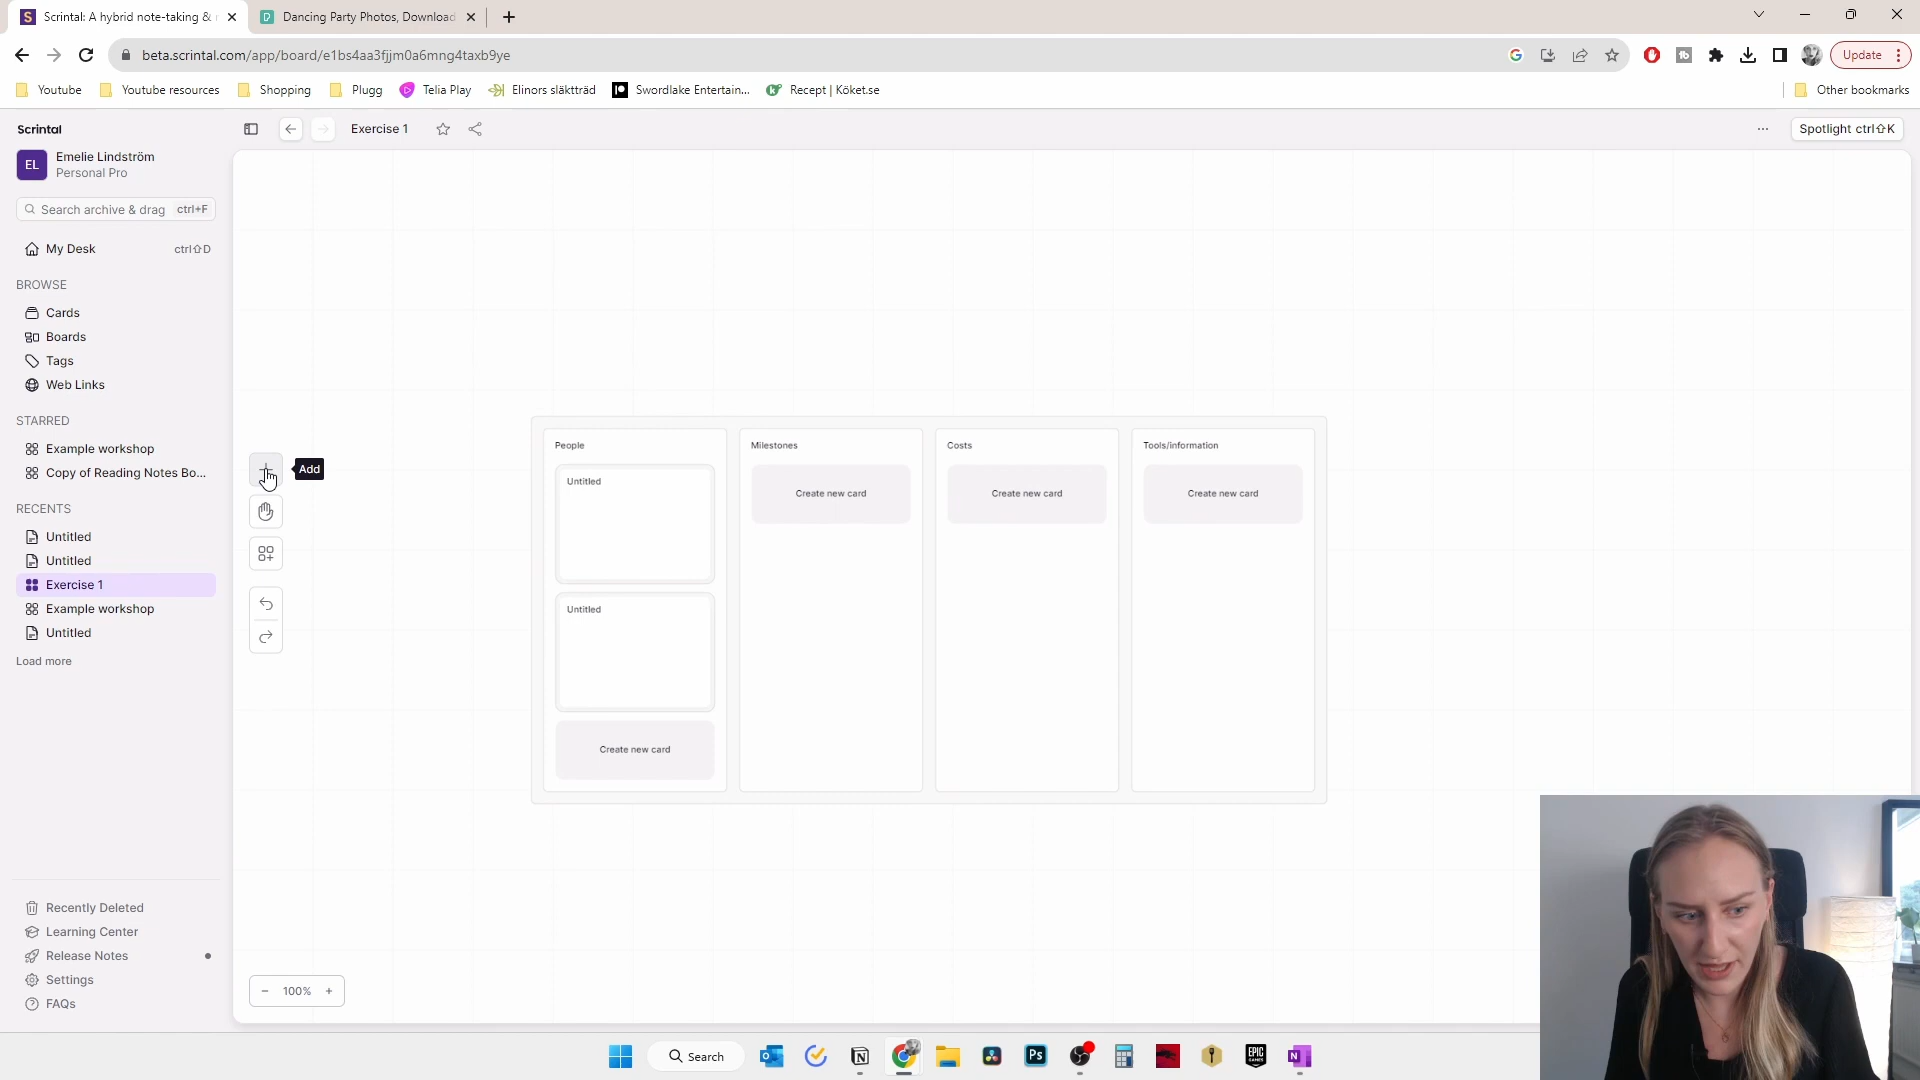 Scrintal: A hybrid note-taking &
Dancing Party Photos, Download
beta.scrintal.com/app/board/e1bs4aa3fjjm0a6mng4taxb9ye
Update
Youtube
Youtube resources
Shopping
Plugg
Telia Play
Elinors släktträd
Swordlake Entertain...
Recept | Köket.se
Other bookmarks
Scrintal
Exercise 1
Spotlight ctrl⇧K
EL
Emelie Lindström
Personal Pro
Search archive & drag ctrl+F
My Desk ctrl⇧D
BROWSE
Cards
Boards
Tags
Web Links
STARRED
Example workshop
Copy of Reading Notes Bo...
RECENTS
Untitled
Untitled
Exercise 1
Example workshop
Untitled
Load more
Recently Deleted
Learning Center
Release Notes
Settings
FAQs
Add
People
Untitled
Untitled
Create new card
Milestones
Create new card
Costs
Create new card
Tools/information
Create new card
100%
Search
Ps
EPIC
GAMES
N